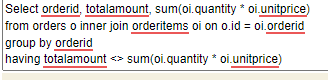 Select orderid, totalamount, sum(oi.quantity * oi.unitprice)
from orders o inner join orderitems oi on o.id = oi.orderid
group by orderid
having totalamount <> sum(oi.quantity * oi.unitprice)